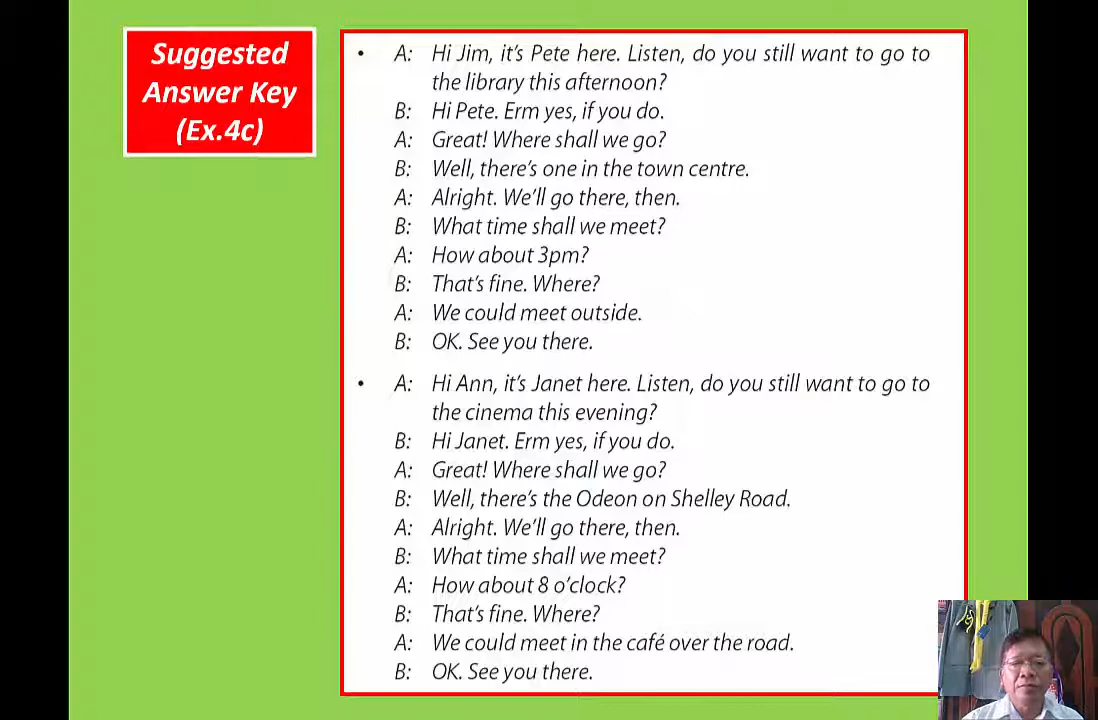 Suggested
Answer Key
(Ex.4c)
• A: Hi Jim, it's Pete here. Listen, do you still want to go to
the library this afternoon?
B: Hi Pete. Erm yes, if you do.
A: Great! Where shall we go?
B: Well, there's one in the town centre.
A: Alright. We'll go there, then.
B: What time shall we meet?
A: How about 3pm?
B: That's fine. Where?
A: We could meet outside.
B: OK. See you there.
• A: Hi Ann, it's Janet here. Listen, do you still want to go to
the cinema this evening?
B: Hi Janet. Erm yes, if you do.
A: Great! Where shall we go?
B: Well, there's the Odeon on Shelley Road.
A: Alright. We'll go there, then.
B: What time shall we meet?
A: How about 8 o'clock?
B: That's fine. Where?
A: We could meet in the café over the road.
B: OK. See you there.